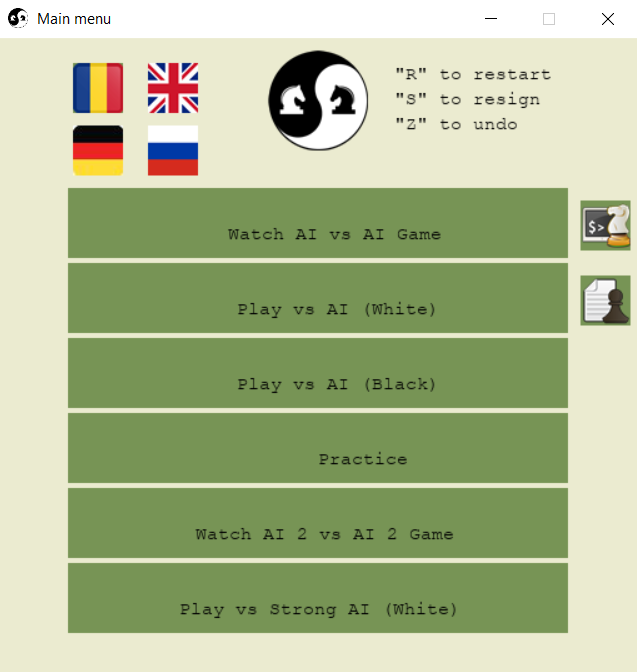 Main menu
"R" to restart
"S" to resign
"Z" to undo
Watch AI vs AI Game
$>
Play vs AI (White)
Play vs AI (Black)
Practice
Watch AI 2 vs AI 2 Game
Play vs Strong AI (White)